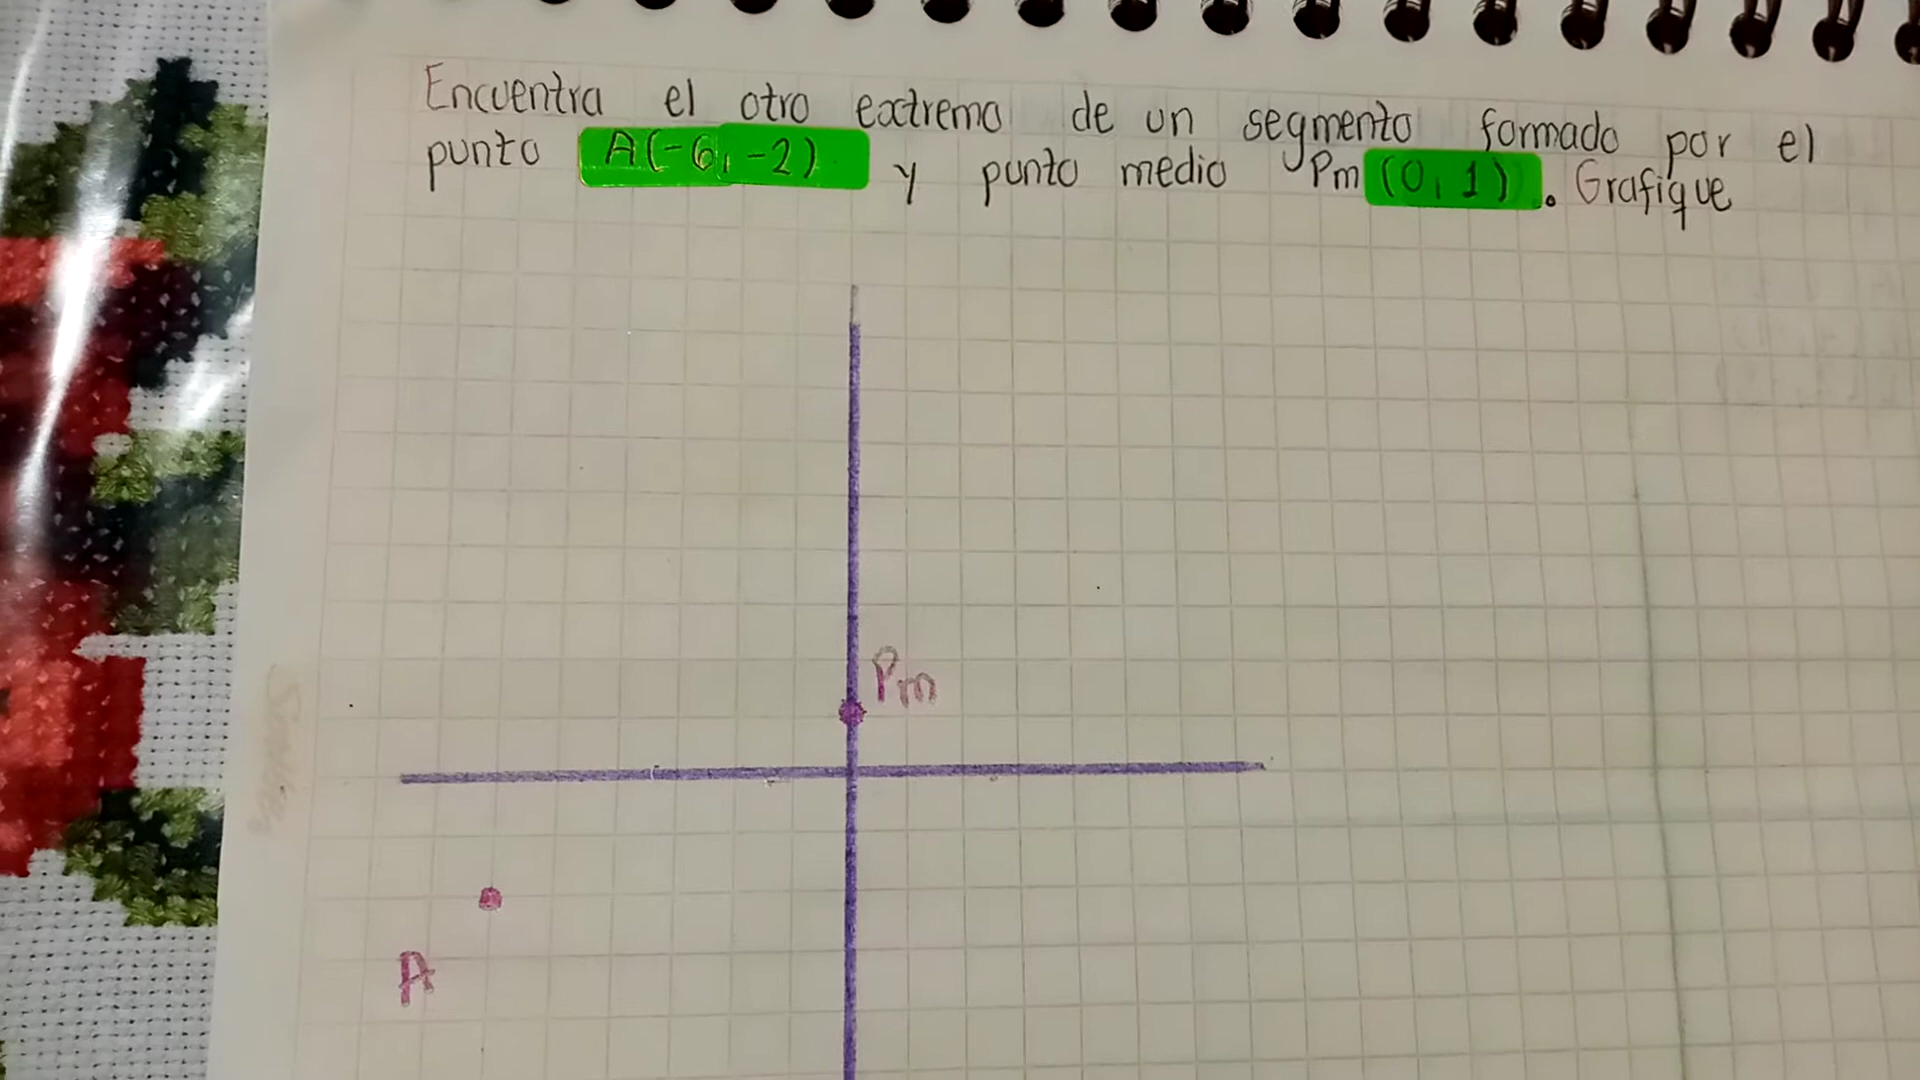 Encuentra el otro extremo de un segmento formado por el
punto A(-6, -2) y punto medio Pm (0, 1). Grafique
Pm
A